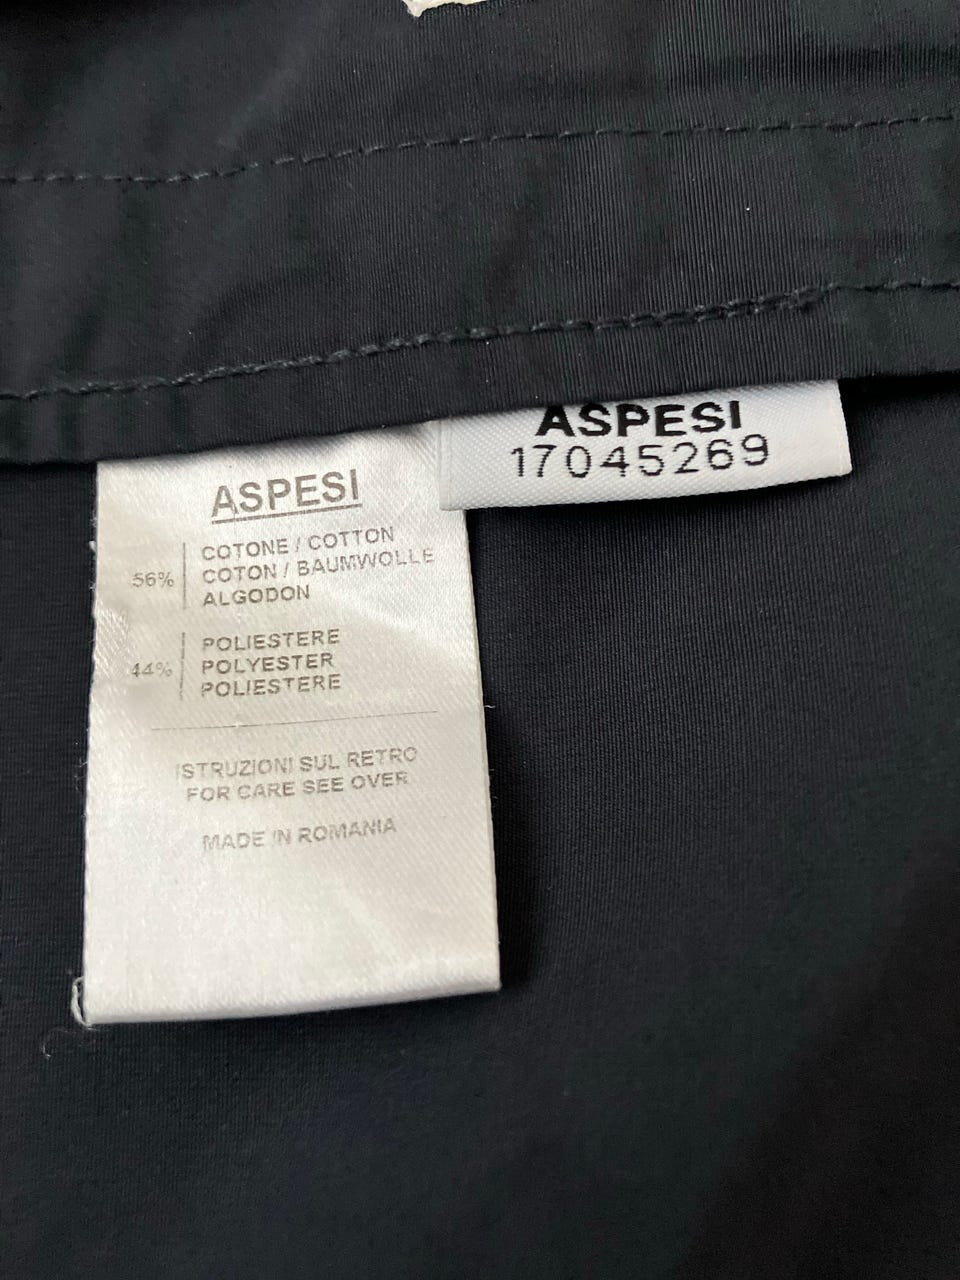 ASPESI
17045269
ASPESI
56%
COTONE / COTTON
COTON / BAUMWOLLE
ALGODON
44%
POLIESTERE
POLYESTER
POLIESTERE
ISTRUZIONI SUL RETRO
FOR CARE SEE OVER
MADE IN ROMANIA